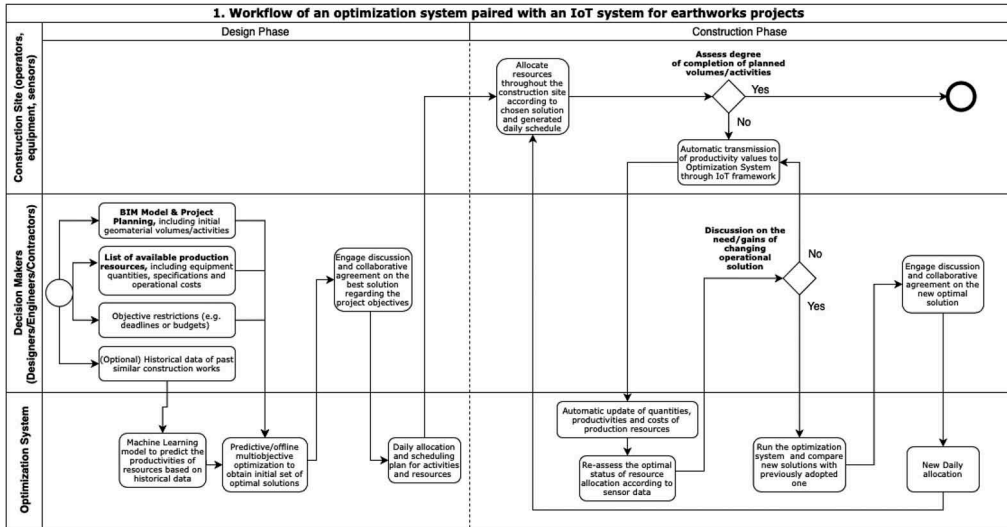 1. Workflow of an optimization system paired with an IoT system for earthworks projects
Design Phase
Construction Phase
Construction Site (operators,
equipment, sensors)
Allocate
resources throughout
the construction site
according to
chosen solution
and generated
daily schedule
Assess degree
of completion of planned
volumes/activities
Yes
No
Automatic transmission
of productivity values to
Optimization System
through IoT framework
Decision Makers
(Designers/Engineers/Contractors)
BIM Model & Project
Planning, including initial
geomaterial volumes/activities
List of available production
resources, including equipment
quantities, specifications and
operational costs
Objective restrictions (e.g.
deadlines or budgets)
(Optional) Historical data of past
similar construction works
Engage discussion
and collaborative
agreement on the
best solution
regarding the
project objectives
Discussion on the
need/gains of
changing
operational
solution
No
Yes
Engage discussion
and collaborative
agreement on the
new optimal
solution
Optimization System
Machine Learning
model to predict the
productivities of
resources based on
historical data
Predictive/offline
multiobjective
optimization to
obtain initial set of
optimal solutions
Daily allocation
and scheduling
plan for activities
and resources
Automatic update of quantities,
productivities and costs of
production resources
Re-assess the optimal
status of resource
allocation according to
sensor data
Run the optimization
system and compare
new solutions with
previously adopted
one
New Daily
allocation